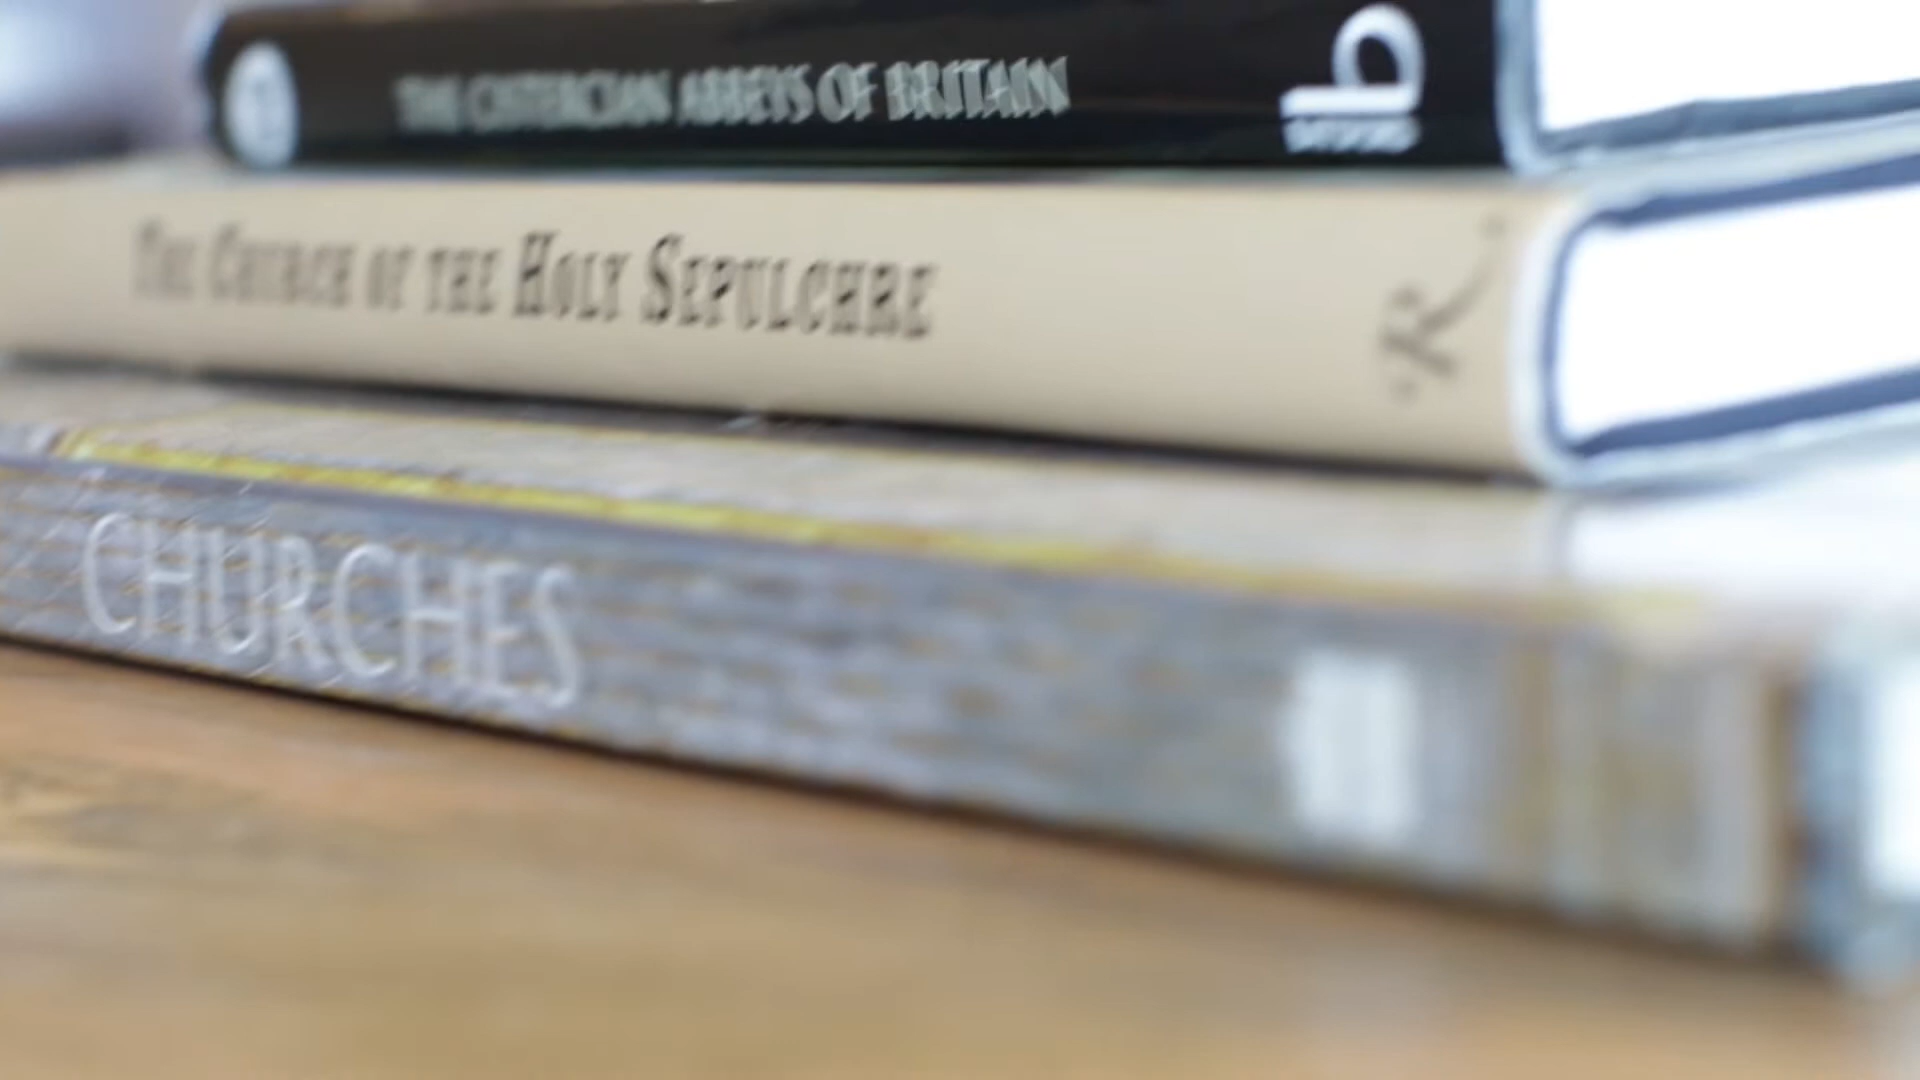 THE CISTERCIAN ABBEYS OF BRITAIN
THE CHURCH OF THE HOLY SEPULCHRE
R
CHURCHES